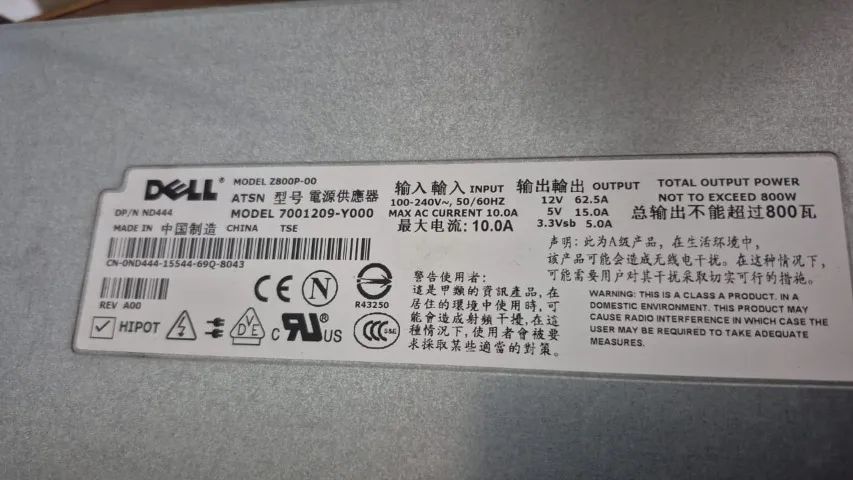 DELL®
MODEL Z800P-00
ATSN 型号 電源供應器
DP/N ND444
MODEL 7001209-Y000
MADE IN 中国制造 CHINA TSE
CN-0ND444-15544-69Q-8043
REV A00
HIPOT
CE
N
R43250
VDE
c RU® US
CCC S&E
输入 輸入 INPUT
100-240V~, 50/60HZ
MAX AC CURRENT 10.0A
最大电流: 10.0A
输出 輸出 OUTPUT
12V 62.5A
5V 15.0A
3.3Vsb 5.0A
TOTAL OUTPUT POWER
NOT TO EXCEED 800W
总输出不能超过800瓦
警告使用者:
這是甲類的資訊產品, 在
居住的環境中使用時, 可
能會造成射頻干擾, 在這
種情況下, 使用者會被要
求採取某些適當的對策。
声明: 此为A级产品, 在生活环境中,
该产品可能会造成无线电干扰。在这种情况下,
可能需要用户对其干扰采取切实可行的措施。
WARNING: THIS IS A CLASS A PRODUCT. IN A
DOMESTIC ENVIRONMENT. THIS PRODUCT MAY
CAUSE RADIO INTERFERENCE IN WHICH CASE THE
USER MAY BE REQUIRED TO TAKE ADEQUATE
MEASURES.